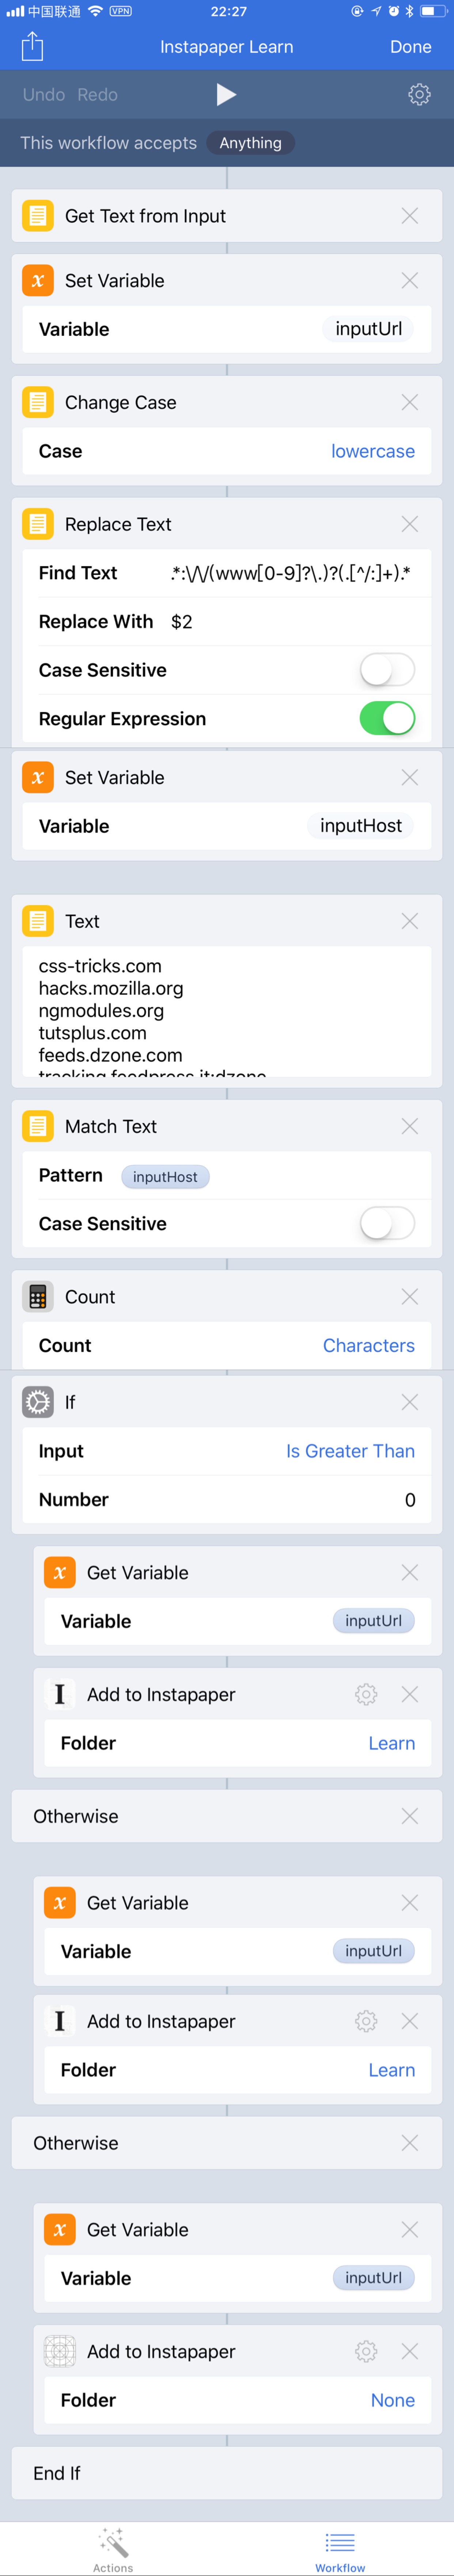 中国联通 VPN 22:27
Instapaper Learn Done
Undo Redo
This workflow accepts Anything
Get Text from Input
Set Variable
Variable inputUrl
Change Case
Case lowercase
Replace Text
Find Text .*:\/\/(www[0-9]?\.)?(.[^/:]+).*
Replace With $2
Case Sensitive
Regular Expression
Set Variable
Variable inputHost
Text
css-tricks.com
hacks.mozilla.org
ngmodules.org
tutsplus.com
feeds.dzone.com
tracking.feedpress.it:dzone
Match Text
Pattern inputHost
Case Sensitive
Count
Count Characters
If
Input Is Greater Than
Number 0
Get Variable
Variable inputUrl
I Add to Instapaper
Folder Learn
Otherwise
Get Variable
Variable inputUrl
I Add to Instapaper
Folder Learn
Otherwise
Get Variable
Variable inputUrl
Add to Instapaper
Folder None
End If
Actions Workflow